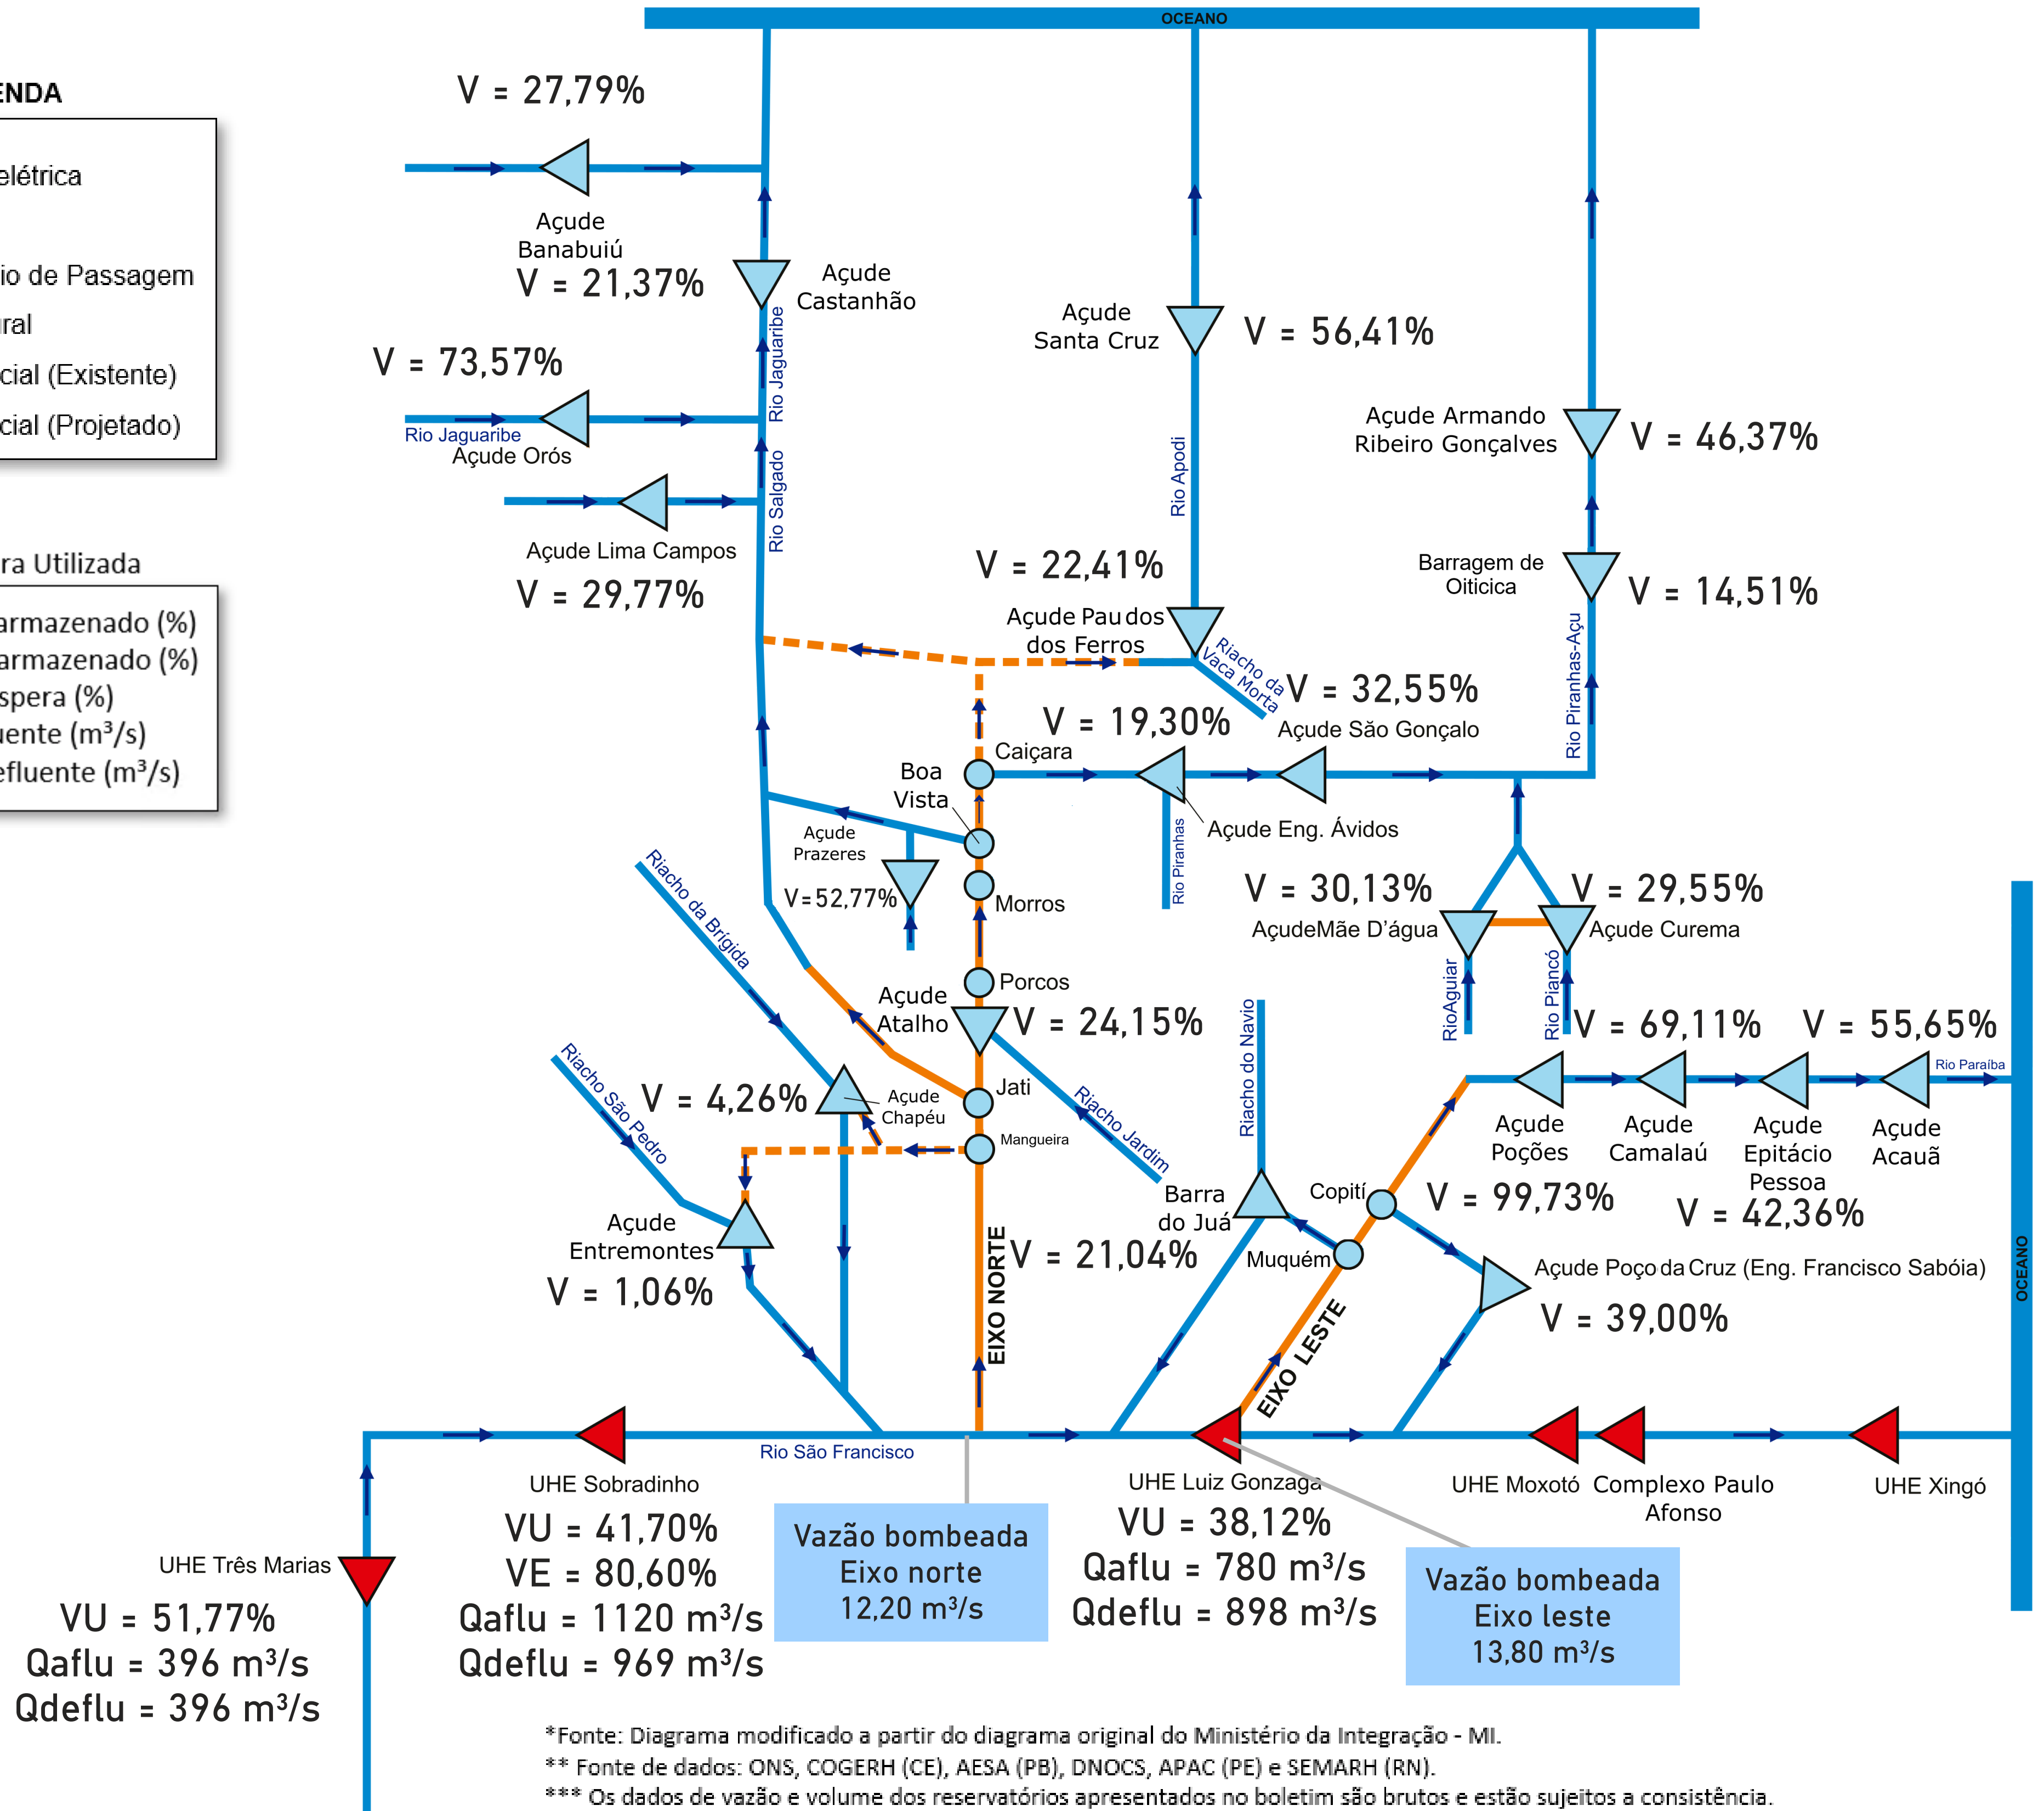 OCEANO
ENDA
elétrica
io de Passagem
ural
cial (Existente)
cial (Projetado)
ra Utilizada
armazenado (%)
armazenado (%)
spera (%)
uente (m³/s)
efluente (m³/s)
V = 27,79%
Açude
Banabuiú
V = 21,37%
Açude
Castanhão
Rio Jaguaribe
V = 73,57%
Rio Jaguaribe
Açude Orós
Rio Salgado
Açude Lima Campos
V = 29,77%
Açude
Santa Cruz
V = 56,41%
Rio Apodi
Açude Armando
Ribeiro Gonçalves
V = 46,37%
Barragem de
Oiticica
V = 14,51%
Rio Piranhas-Açu
V = 22,41%
Açude Pau dos
dos Ferros
Riacho da
Vaca Morta
V = 32,55%
Açude São Gonçalo
V = 19,30%
Caiçara
Boa
Vista
Açude Eng. Ávidos
Rio Piranhas
Açude
Prazeres
V= 52,77%
Morros
Riacho da Brígida
V = 30,13%
AçudeMãe D'água
V = 29,55%
Açude Curema
RioAguiar
Rio Piancó
Porcos
Açude
Atalho
V = 24,15%
Riacho do Navio
V = 69,11%
V = 55,65%
Rio Paraíba
Riacho São Pedro
V = 4,26%
Açude
Chapéu
Jati
Mangueira
Riacho Jardim
Açude
Poções
Açude
Camalaú
Açude
Epitácio
Pessoa
Açude
Acauã
V = 99,73%
V = 42,36%
Barra
do Juá
Copití
Muquém
V = 21,04%
Açude
Entremontes
V = 1,06%
EIXO NORTE
EIXO LESTE
Açude Poço da Cruz (Eng. Francisco Sabóia)
V = 39,00%
OCEANO
Rio São Francisco
UHE Sobradinho
VU = 41,70%
VE = 80,60%
Qaflu = 1120 m³/s
Qdeflu = 969 m³/s
Vazão bombeada
Eixo norte
12,20 m³/s
UHE Luiz Gonzaga
VU = 38,12%
Qaflu = 780 m³/s
Qdeflu = 898 m³/s
Vazão bombeada
Eixo leste
13,80 m³/s
UHE Moxotó
Complexo Paulo
Afonso
UHE Xingó
UHE Três Marias
VU = 51,77%
Qaflu = 396 m³/s
Qdeflu = 396 m³/s
*Fonte: Diagrama modificado a partir do diagrama original do Ministério da Integração - MI.
** Fonte de dados: ONS, COGERH (CE), AESA (PB), DNOCS, APAC (PE) e SEMARH (RN).
*** Os dados de vazão e volume dos reservatórios apresentados no boletim são brutos e estão sujeitos a consistência.